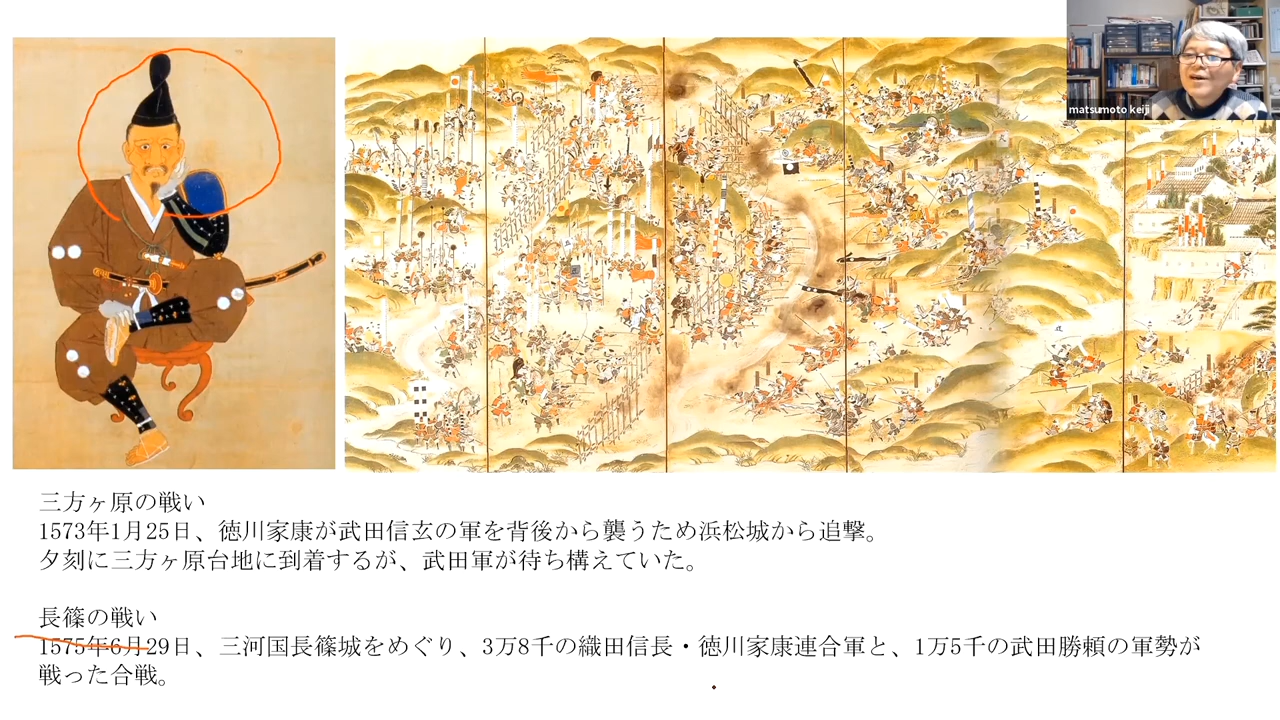 matsumoto keiji
三方ヶ原の戦い
1573年1月25日、徳川家康が武田信玄の軍を背後から襲うため浜松城から追撃。
夕刻に三方ヶ原台地に到着するが、武田軍が待ち構えていた。
長篠の戦い
1575年6月29日、三河国長篠城をめぐり、3万8千の織田信長・徳川家康連合軍と、1万5千の武田勝頼の軍勢が
戦った合戦。